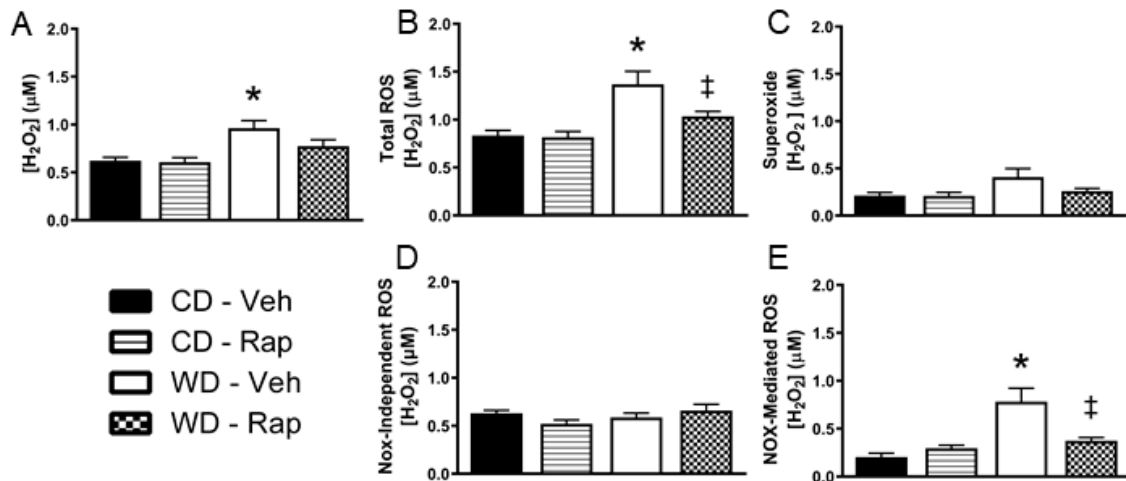 A
[H₂O₂] (µM)
2.0
1.5
1.0
0.5
0.0
*
B
Total ROS
[H₂O₂] (µM)
2.0
1.5
1.0
0.5
0.0
*
‡
C
Superoxide
[H₂O₂] (µM)
2.0
1.5
1.0
0.5
0.0
CD - Veh
CD - Rap
WD - Veh
WD - Rap
D
Nox-Independent ROS
[H₂O₂] (µM)
2.0
1.5
1.0
0.5
0.0
E
NOX-Mediated ROS
[H₂O₂] (µM)
2.0
1.5
1.0
0.5
0.0
*
‡